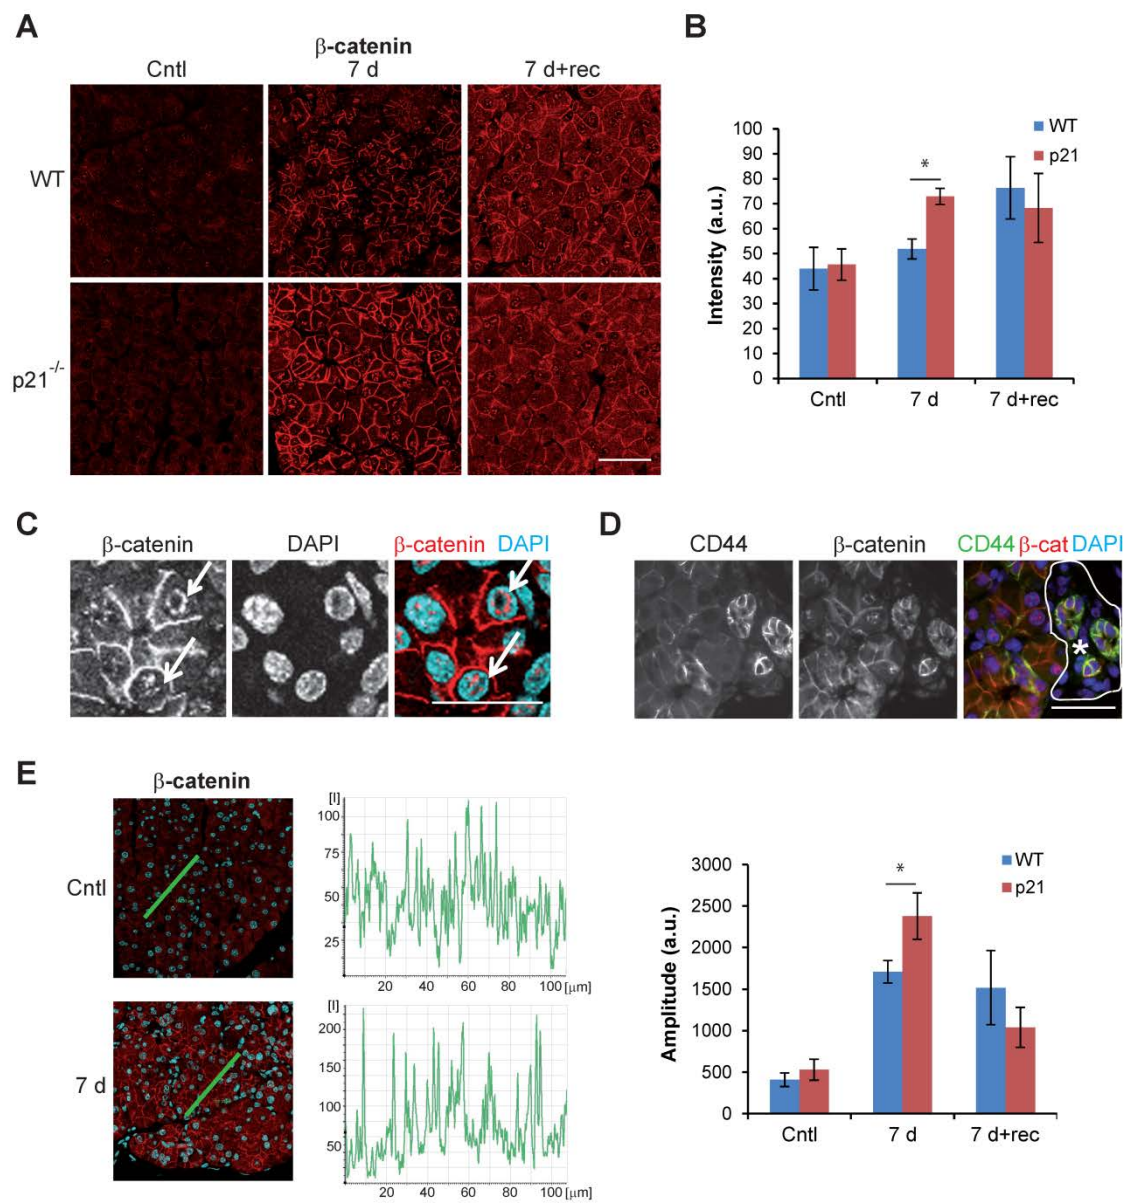 A
β-catenin
Cntl
7 d
7 d+rec
WT
p21-/-
B
WT
p21
*
Intensity (a.u.)
100
90
80
70
60
50
40
30
20
10
0
Cntl
7 d
7 d+rec
C
β-catenin
DAPI
β-catenin DAPI
D
CD44
β-catenin
CD44 β-cat DAPI
*
E
β-catenin
Cntl
7 d
[I]
100
75
50
25
20 40 60 80 100 [μm]
[I]
200
150
100
50
20 40 60 80 100 [μm]
WT
p21
*
Amplitude (a.u.)
3000
2500
2000
1500
1000
500
0
Cntl
7 d
7 d+rec